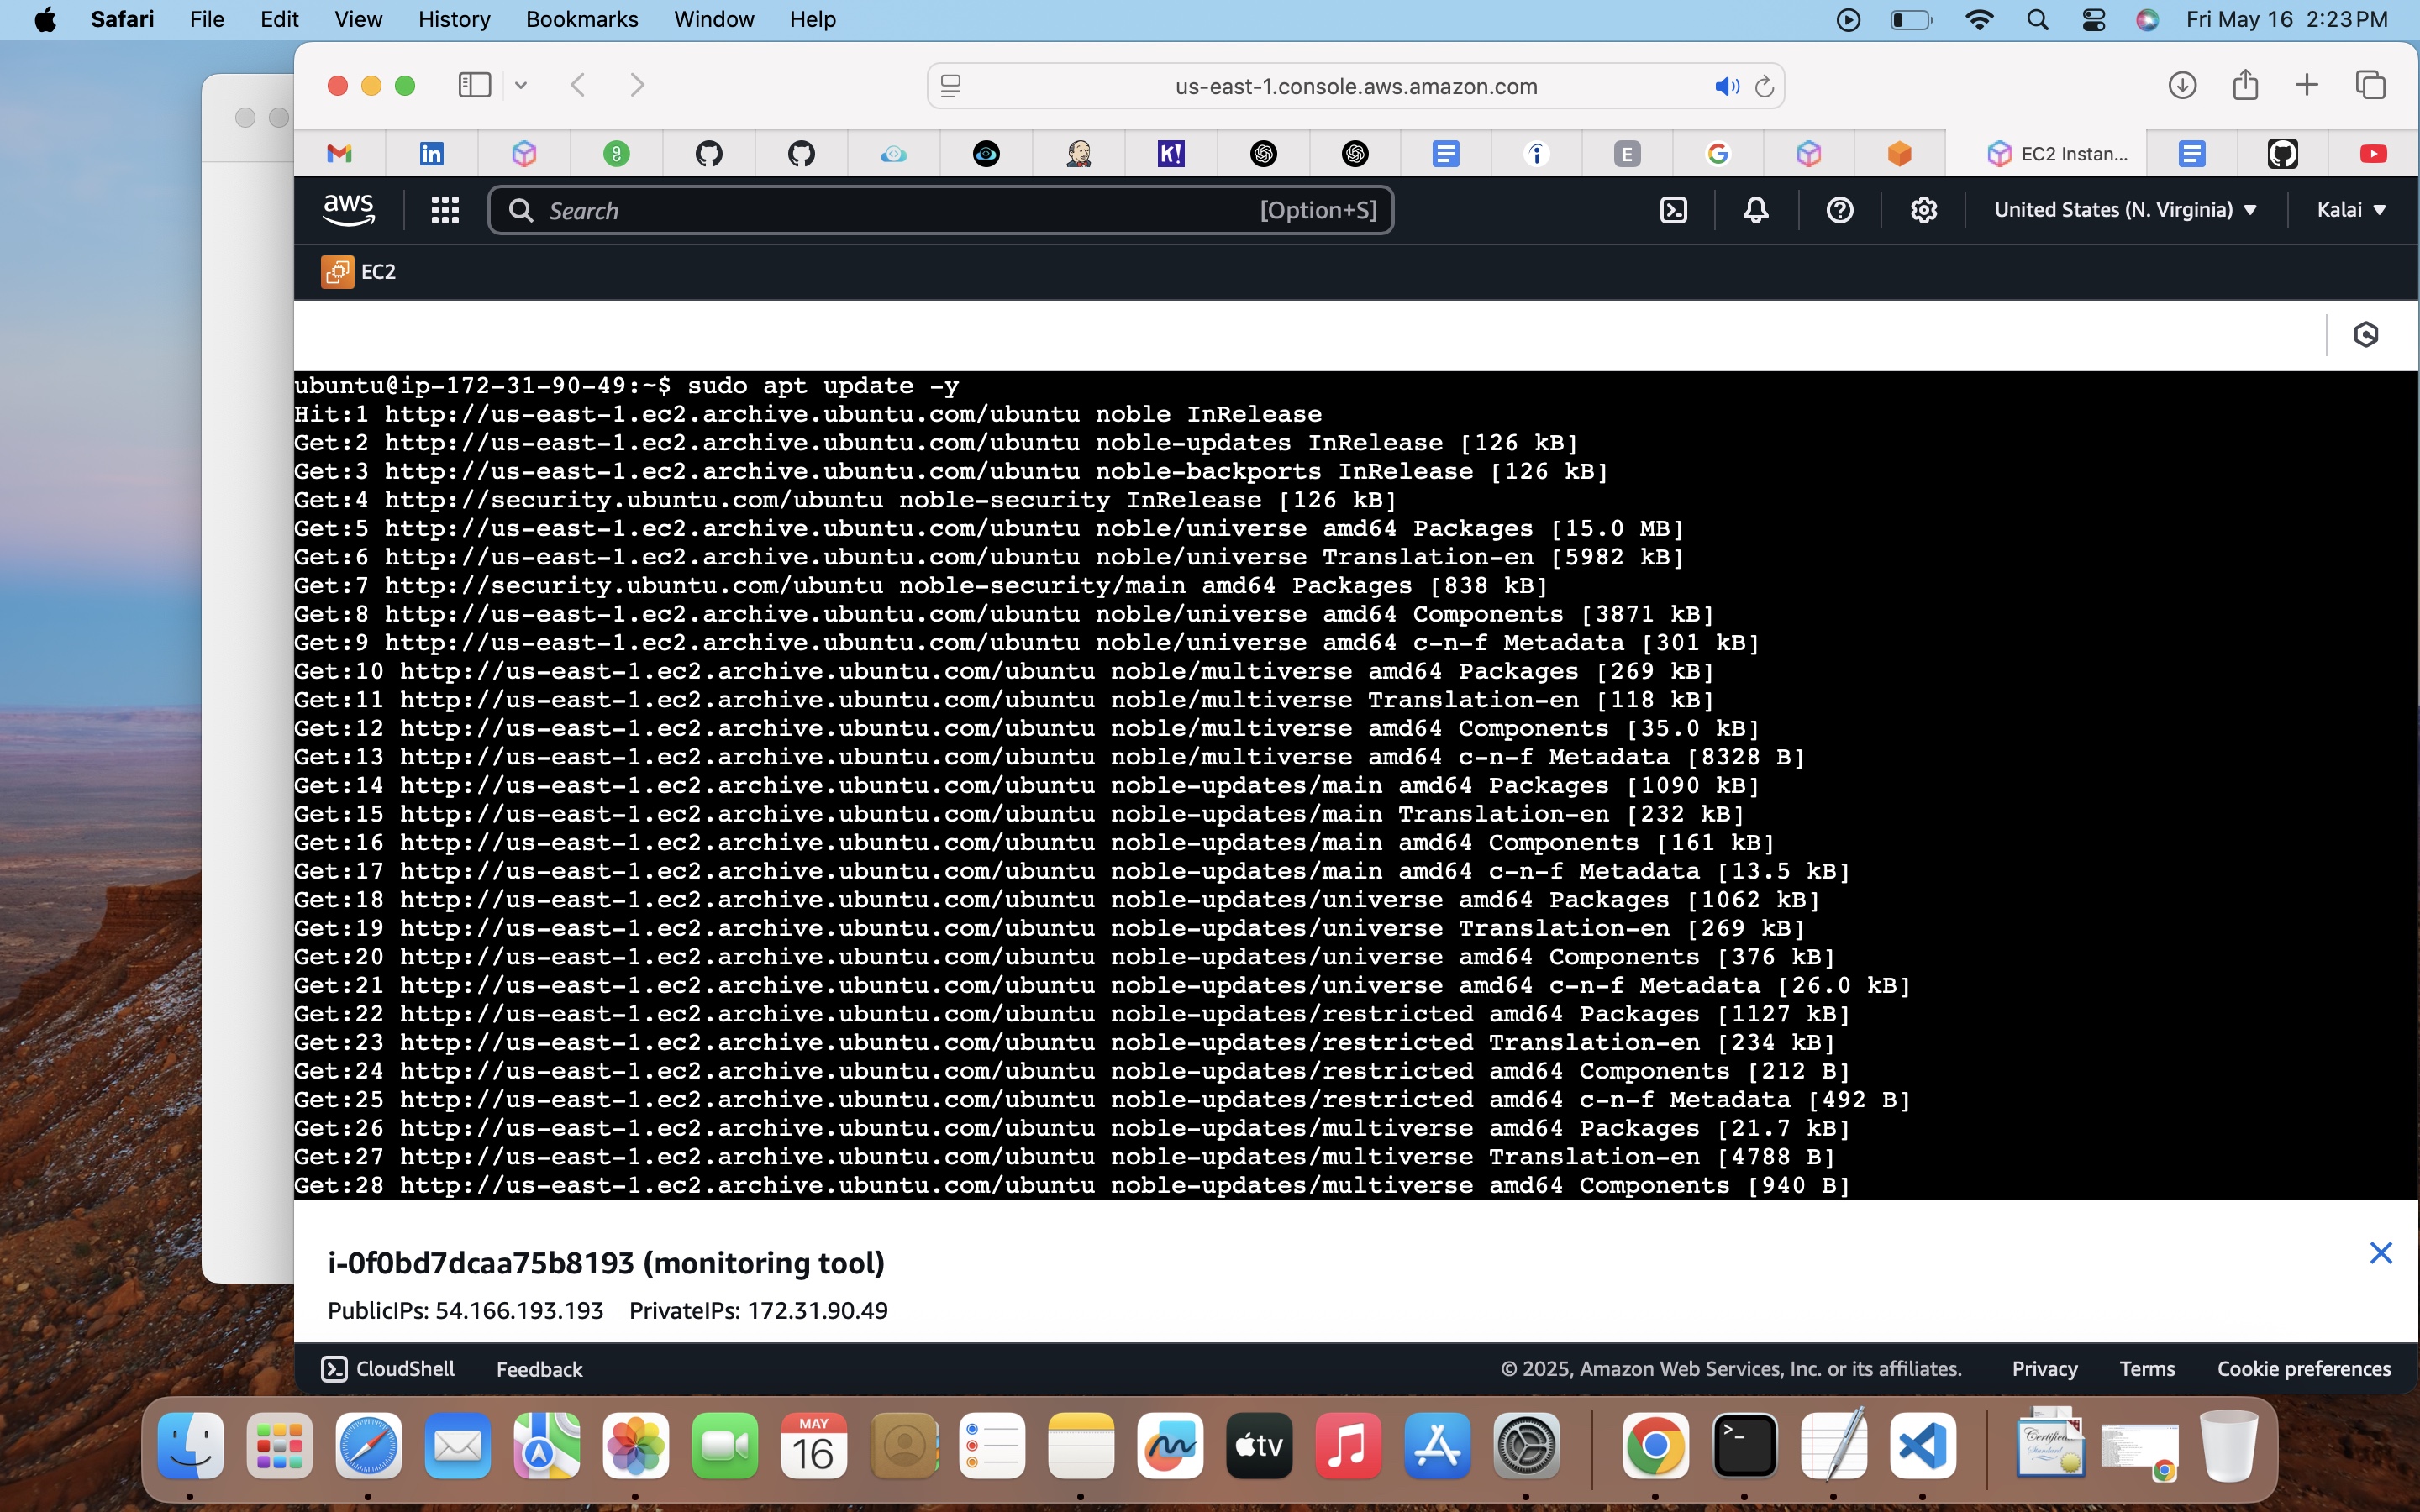 Safari File Edit View History Bookmarks Window Help Fri May 16 2:23 PM
us-east-1.console.aws.amazon.com
in K! E G EC2 Instan...
aws Search [Option+S] United States (N. Virginia) Kalai
EC2
ubuntu@ip-172-31-90-49:~$ sudo apt update -y
Hit:1 http://us-east-1.ec2.archive.ubuntu.com/ubuntu noble InRelease
Get:2 http://us-east-1.ec2.archive.ubuntu.com/ubuntu noble-updates InRelease [126 kB]
Get:3 http://us-east-1.ec2.archive.ubuntu.com/ubuntu noble-backports InRelease [126 kB]
Get:4 http://security.ubuntu.com/ubuntu noble-security InRelease [126 kB]
Get:5 http://us-east-1.ec2.archive.ubuntu.com/ubuntu noble/universe amd64 Packages [15.0 MB]
Get:6 http://us-east-1.ec2.archive.ubuntu.com/ubuntu noble/universe Translation-en [5982 kB]
Get:7 http://security.ubuntu.com/ubuntu noble-security/main amd64 Packages [838 kB]
Get:8 http://us-east-1.ec2.archive.ubuntu.com/ubuntu noble/universe amd64 Components [3871 kB]
Get:9 http://us-east-1.ec2.archive.ubuntu.com/ubuntu noble/universe amd64 c-n-f Metadata [301 kB]
Get:10 http://us-east-1.ec2.archive.ubuntu.com/ubuntu noble/multiverse amd64 Packages [269 kB]
Get:11 http://us-east-1.ec2.archive.ubuntu.com/ubuntu noble/multiverse Translation-en [118 kB]
Get:12 http://us-east-1.ec2.archive.ubuntu.com/ubuntu noble/multiverse amd64 Components [35.0 kB]
Get:13 http://us-east-1.ec2.archive.ubuntu.com/ubuntu noble/multiverse amd64 c-n-f Metadata [8328 B]
Get:14 http://us-east-1.ec2.archive.ubuntu.com/ubuntu noble-updates/main amd64 Packages [1090 kB]
Get:15 http://us-east-1.ec2.archive.ubuntu.com/ubuntu noble-updates/main Translation-en [232 kB]
Get:16 http://us-east-1.ec2.archive.ubuntu.com/ubuntu noble-updates/main amd64 Components [161 kB]
Get:17 http://us-east-1.ec2.archive.ubuntu.com/ubuntu noble-updates/main amd64 c-n-f Metadata [13.5 kB]
Get:18 http://us-east-1.ec2.archive.ubuntu.com/ubuntu noble-updates/universe amd64 Packages [1062 kB]
Get:19 http://us-east-1.ec2.archive.ubuntu.com/ubuntu noble-updates/universe Translation-en [269 kB]
Get:20 http://us-east-1.ec2.archive.ubuntu.com/ubuntu noble-updates/universe amd64 Components [376 kB]
Get:21 http://us-east-1.ec2.archive.ubuntu.com/ubuntu noble-updates/universe amd64 c-n-f Metadata [26.0 kB]
Get:22 http://us-east-1.ec2.archive.ubuntu.com/ubuntu noble-updates/restricted amd64 Packages [1127 kB]
Get:23 http://us-east-1.ec2.archive.ubuntu.com/ubuntu noble-updates/restricted Translation-en [234 kB]
Get:24 http://us-east-1.ec2.archive.ubuntu.com/ubuntu noble-updates/restricted amd64 Components [212 B]
Get:25 http://us-east-1.ec2.archive.ubuntu.com/ubuntu noble-updates/restricted amd64 c-n-f Metadata [492 B]
Get:26 http://us-east-1.ec2.archive.ubuntu.com/ubuntu noble-updates/multiverse amd64 Packages [21.7 kB]
Get:27 http://us-east-1.ec2.archive.ubuntu.com/ubuntu noble-updates/multiverse Translation-en [4788 B]
Get:28 http://us-east-1.ec2.archive.ubuntu.com/ubuntu noble-updates/multiverse amd64 Components [940 B]
i-0f0bd7dcaa75b8193 (monitoring tool)
PublicIPs: 54.166.193.193 PrivateIPs: 172.31.90.49
CloudShell Feedback © 2025, Amazon Web Services, Inc. or its affiliates. Privacy Terms Cookie preferences
MAY
16
tv